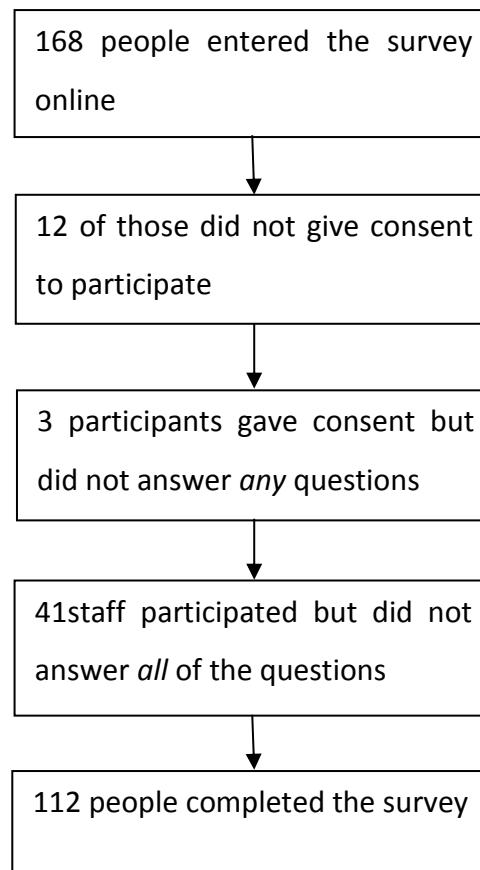 168 people entered the survey
online
12 of those did not give consent
to participate
3 participants gave consent but
did not answer any questions
41staff participated but did not
answer all of the questions
112 people completed the survey